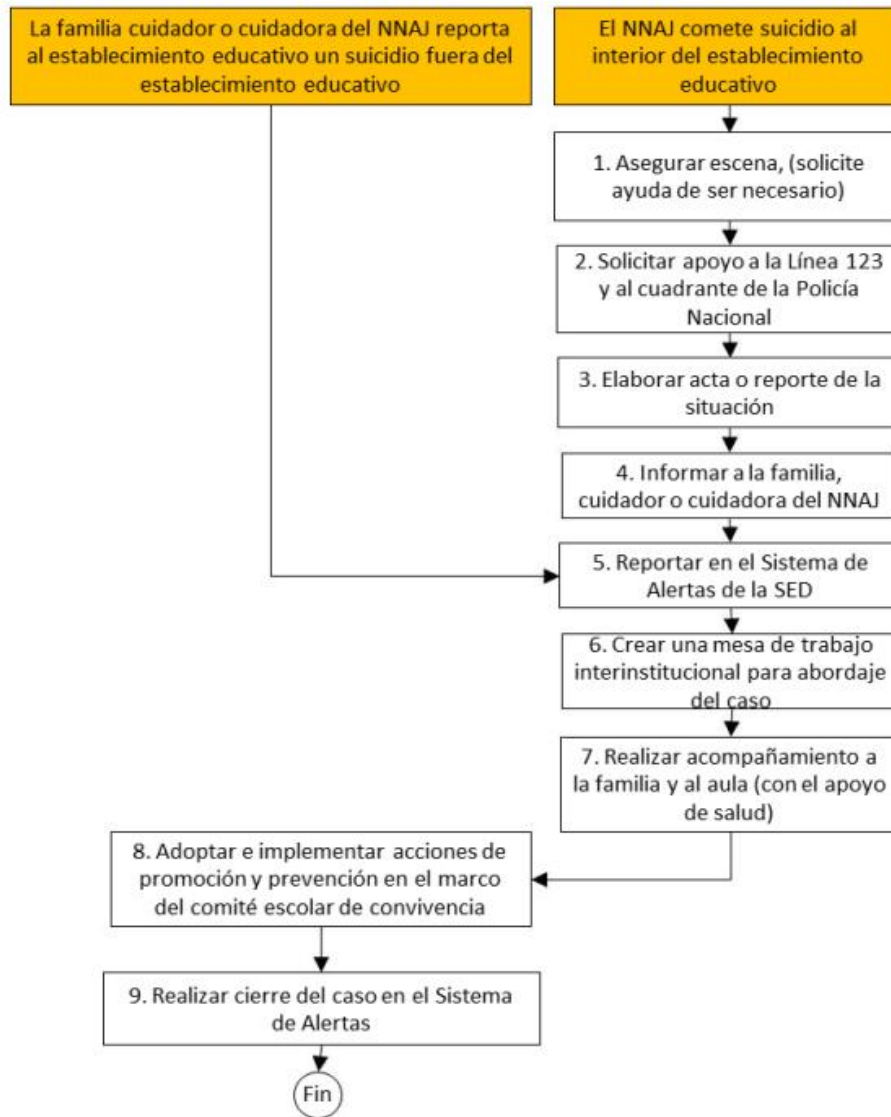 La familia cuidador o cuidadora del NNAJ reporta
al establecimiento educativo un suicidio fuera del
establecimiento educativo
El NNAJ comete suicidio al
interior del establecimiento
educativo
1. Asegurar escena, (solicite
ayuda de ser necesario)
2. Solicitar apoyo a la Línea 123
y al cuadrante de la Policía
Nacional
3. Elaborar acta o reporte de la
situación
4. Informar a la familia,
cuidador o cuidadora del NNAJ
5. Reportar en el Sistema de
Alertas de la SED
6. Crear una mesa de trabajo
interinstitucional para abordaje
del caso
7. Realizar acompañamiento a
la familia y al aula (con el apoyo
de salud)
8. Adoptar e implementar acciones de
promoción y prevención en el marco
del comité escolar de convivencia
9. Realizar cierre del caso en el Sistema
de Alertas
Fin